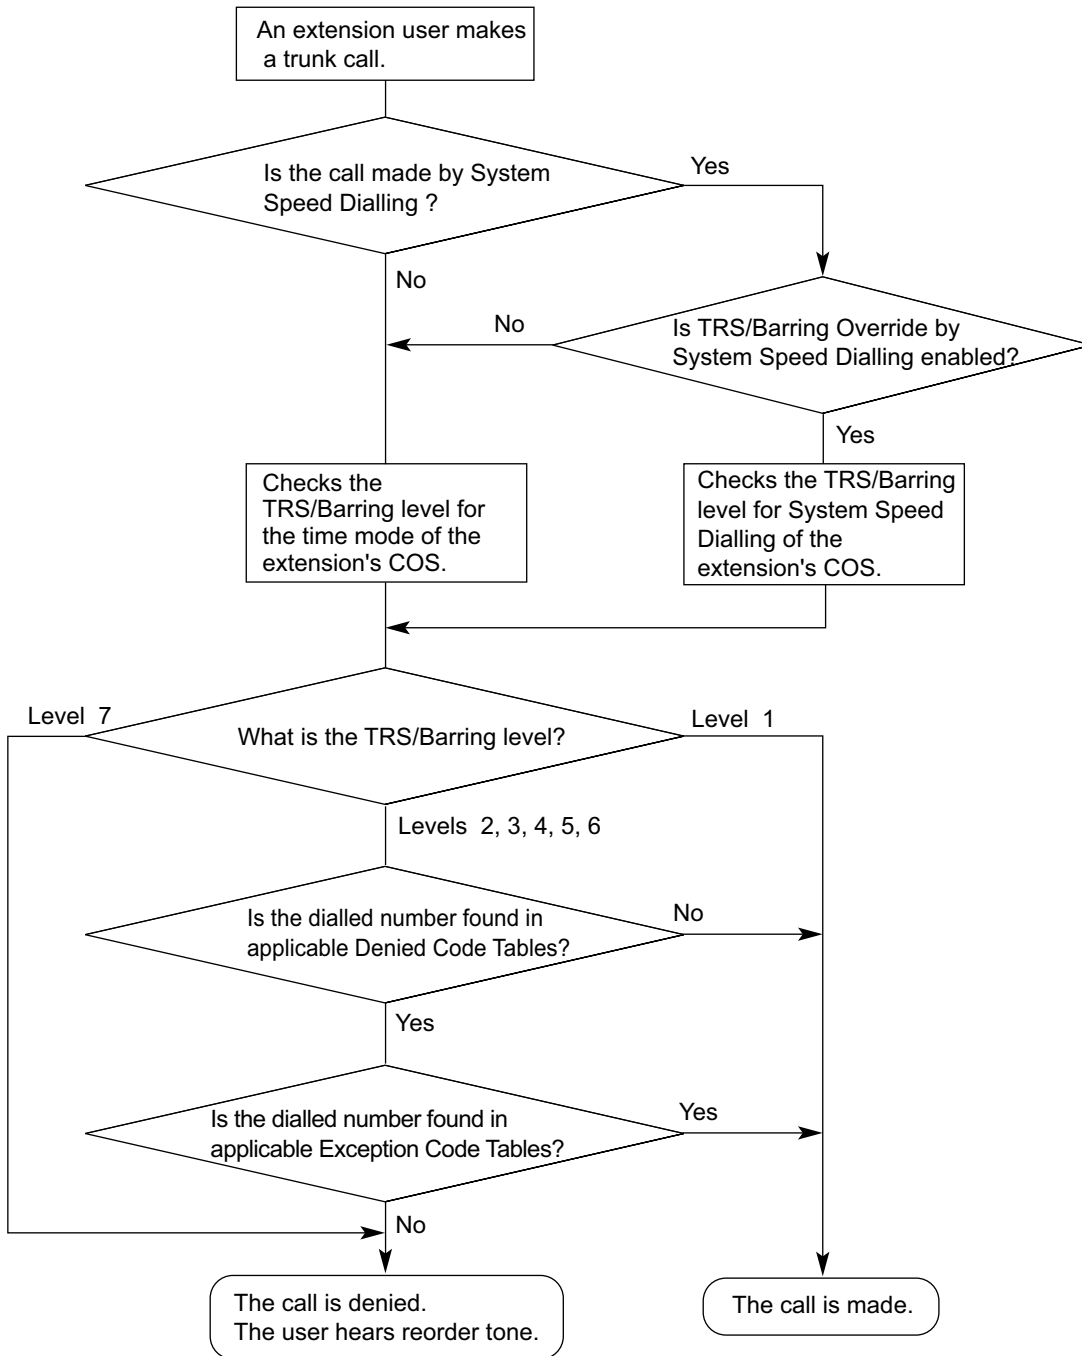 An extension user makes
a trunk call.
Is the call made by System
Speed Dialling ?
Yes
No
Is TRS/Barring Override by
System Speed Dialling enabled?
No
Yes
Checks the
TRS/Barring level for
the time mode of the
extension's COS.
Checks the TRS/Barring
level for System Speed
Dialling of the
extension's COS.
Level 7
What is the TRS/Barring level?
Level 1
Levels 2, 3, 4, 5, 6
Is the dialled number found in
applicable Denied Code Tables?
No
Yes
Is the dialled number found in
applicable Exception Code Tables?
Yes
No
The call is denied.
The user hears reorder tone.
The call is made.